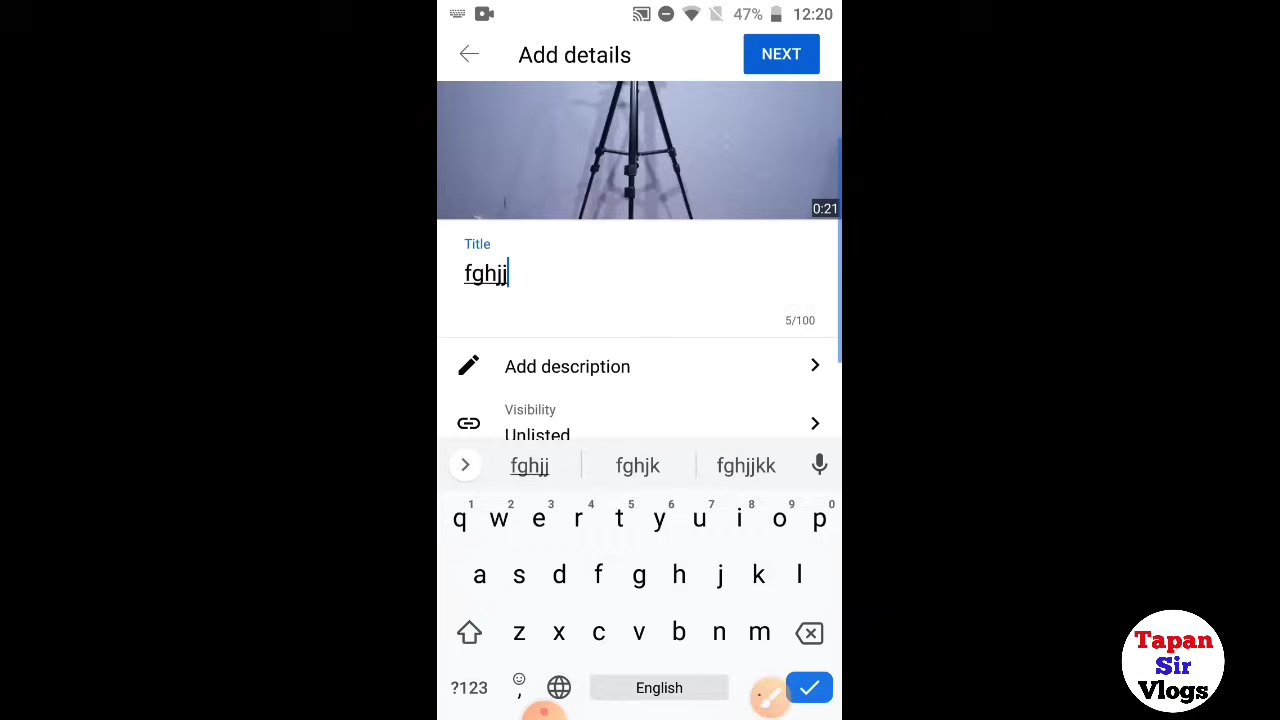 47% 12:20
Add details NEXT
0:21
Title
fghjj
5/100
Add description
Visibility
Unlisted
fghjj fghjk fghjjkk
1 2 3 4 5 6 7 8 9 0
q w e r t y u i o p
a s d f g h j k l
z x c v b n m
?123 , English .
Tapan
Sir
Vlogs